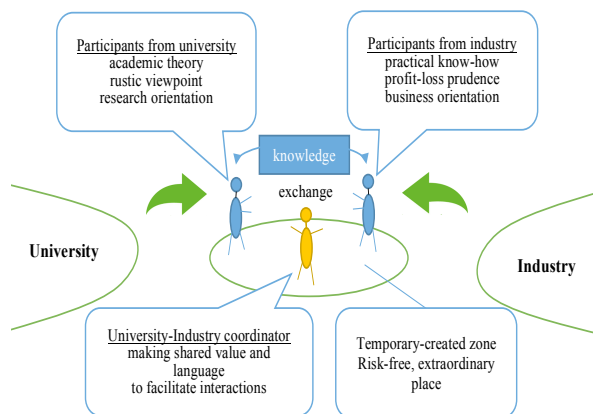 Participants from university
academic theory
rustic viewpoint
research orientation
Participants from industry
practical know-how
profit-loss prudence
business orientation
knowledge
exchange
University
Industry
University-Industry coordinator
making shared value and
language
to facilitate interactions
Temporary-created zone
Risk-free, extraordinary
place